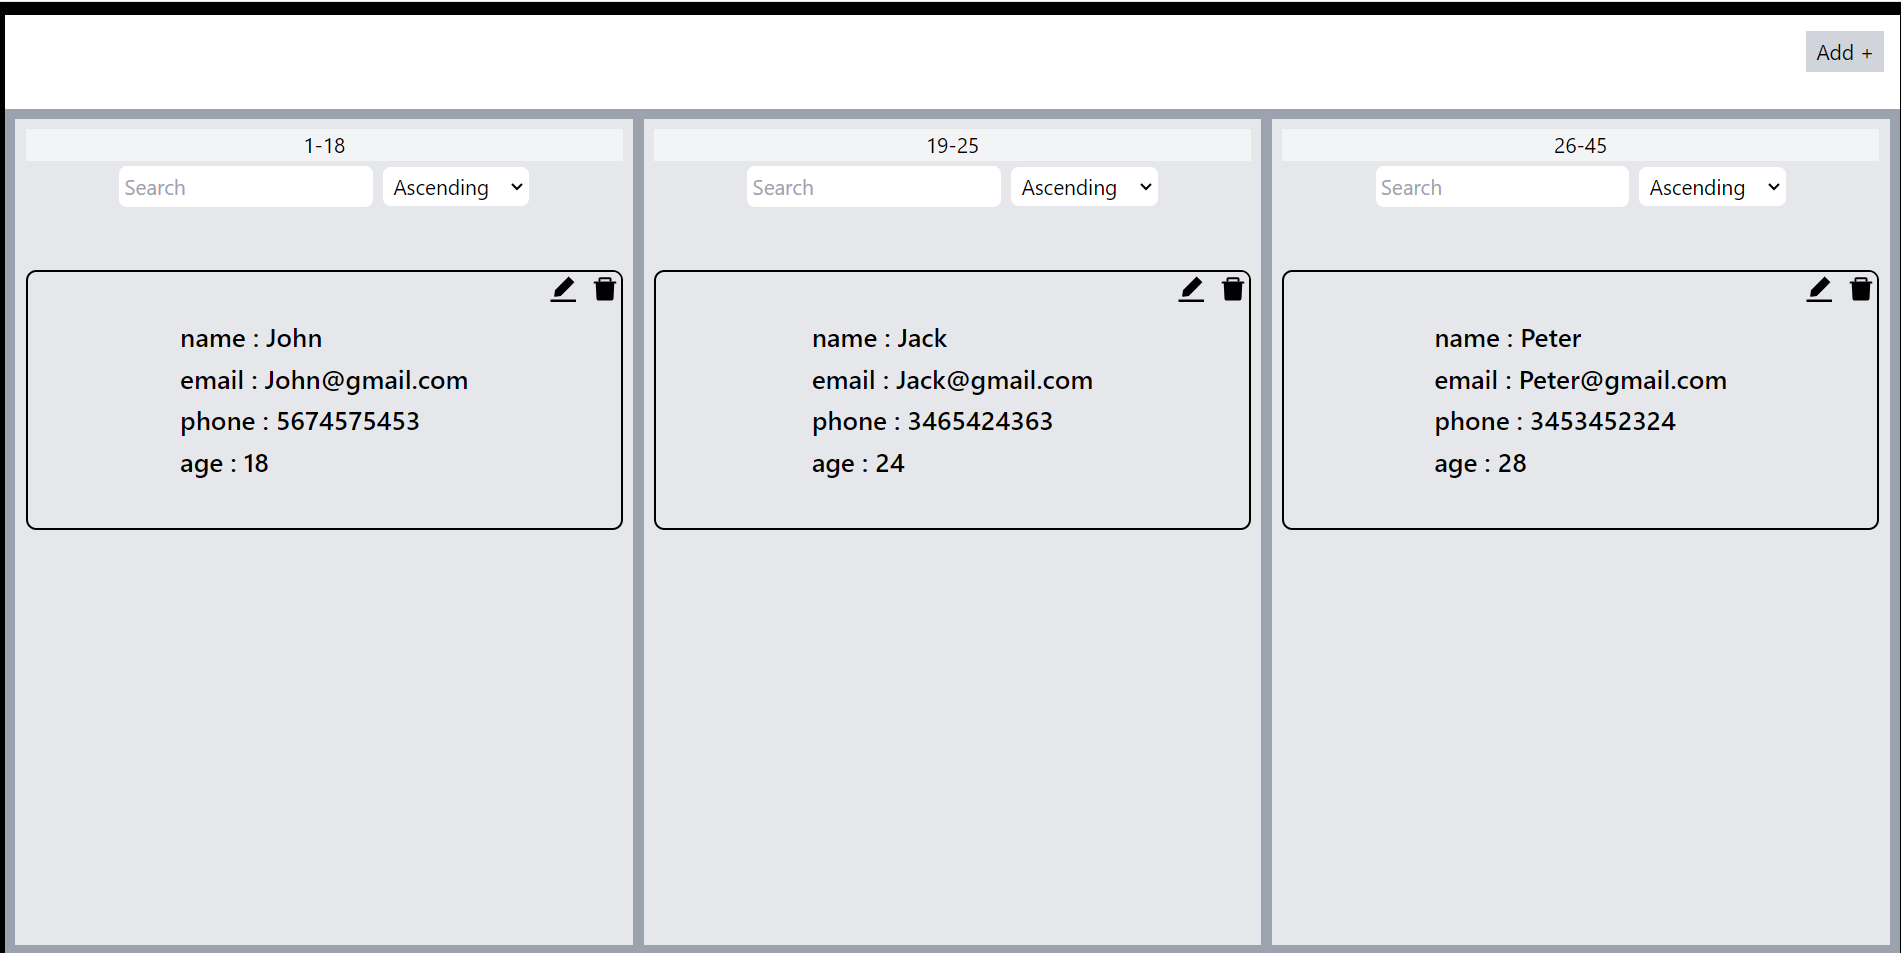 Add +
1-18
Search Ascending
name : John
email : John@gmail.com
phone : 5674575453
age : 18
19-25
Search Ascending
name : Jack
email : Jack@gmail.com
phone : 3465424363
age : 24
26-45
Search Ascending
name : Peter
email : Peter@gmail.com
phone : 3453452324
age : 28